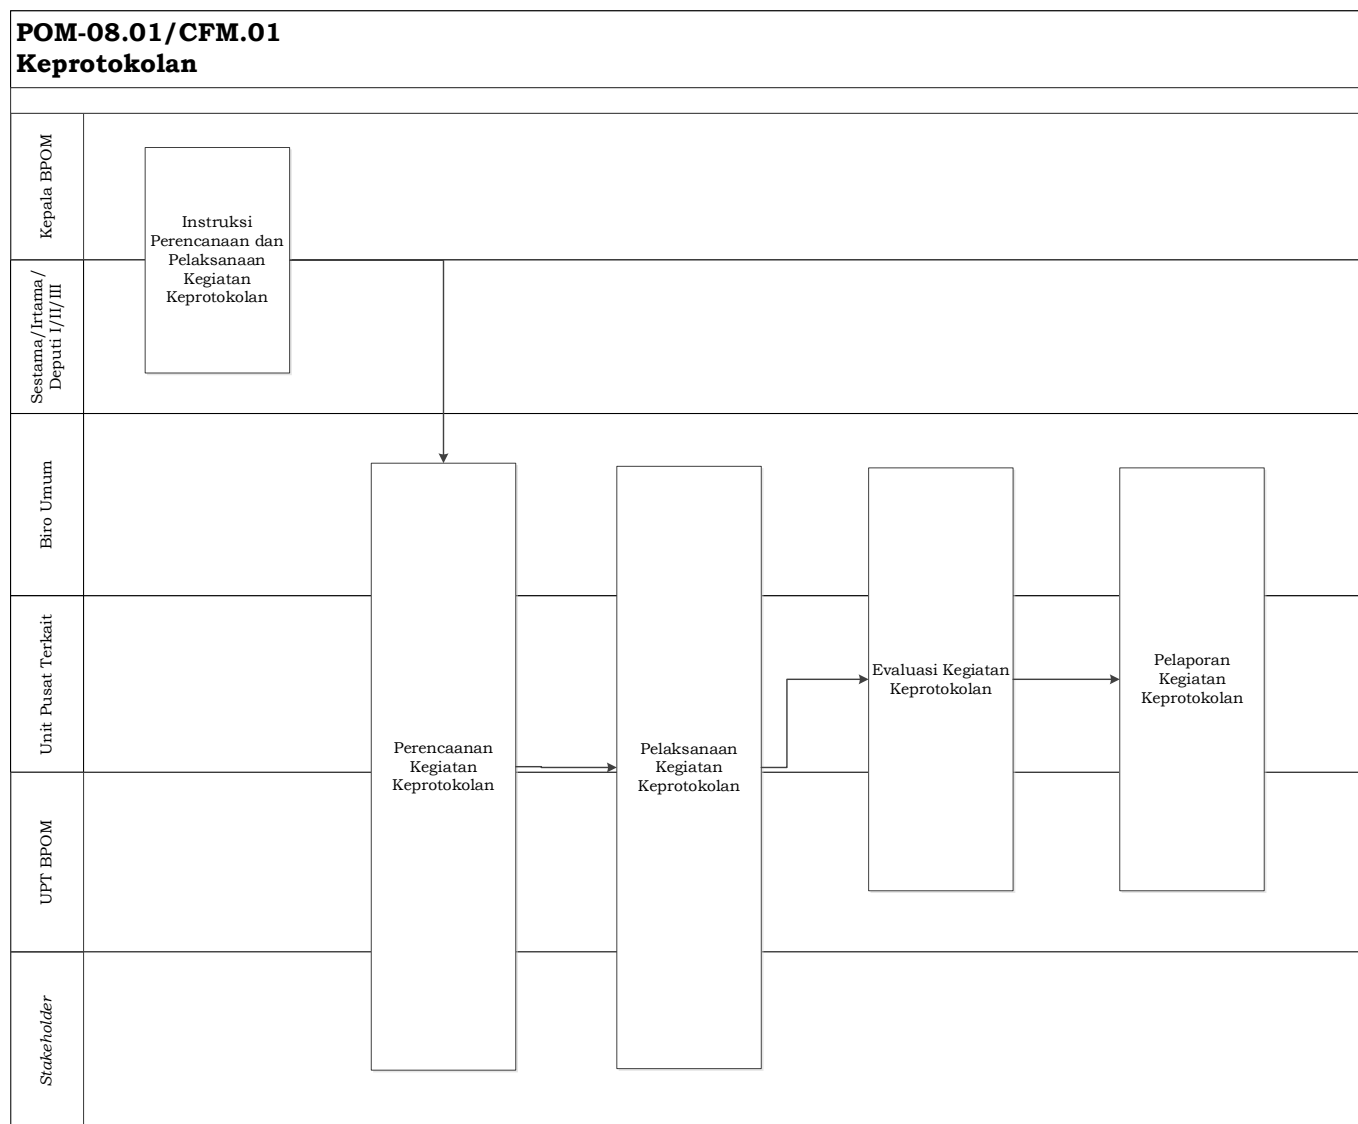 POM-08.01/CFM.01
Keprotokolan
Kepala BPOM
Instruksi
Perencanaan dan
Pelaksanaan
Kegiatan
Keprotokolan
Sestama/Irtama/
Deputi I/II/III
Biro Umum
Unit Pusat Terkait
UPT BPOM
Stakeholder
Perencaanan
Kegiatan
Keprotokolan
Pelaksanaan
Kegiatan
Keprotokolan
Evaluasi Kegiatan
Keprotokolan
Pelaporan
Kegiatan
Keprotokolan